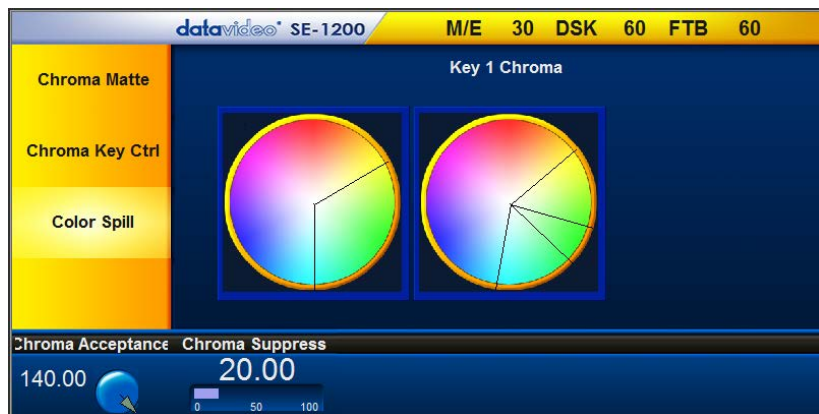 datavideo SE-1200 M/E 30 DSK 60 FTB 60
Key 1 Chroma
Chroma Matte
Chroma Key Ctrl
Color Spill
Chroma Acceptance Chroma Suppress
140.00 20.00
0 50 100